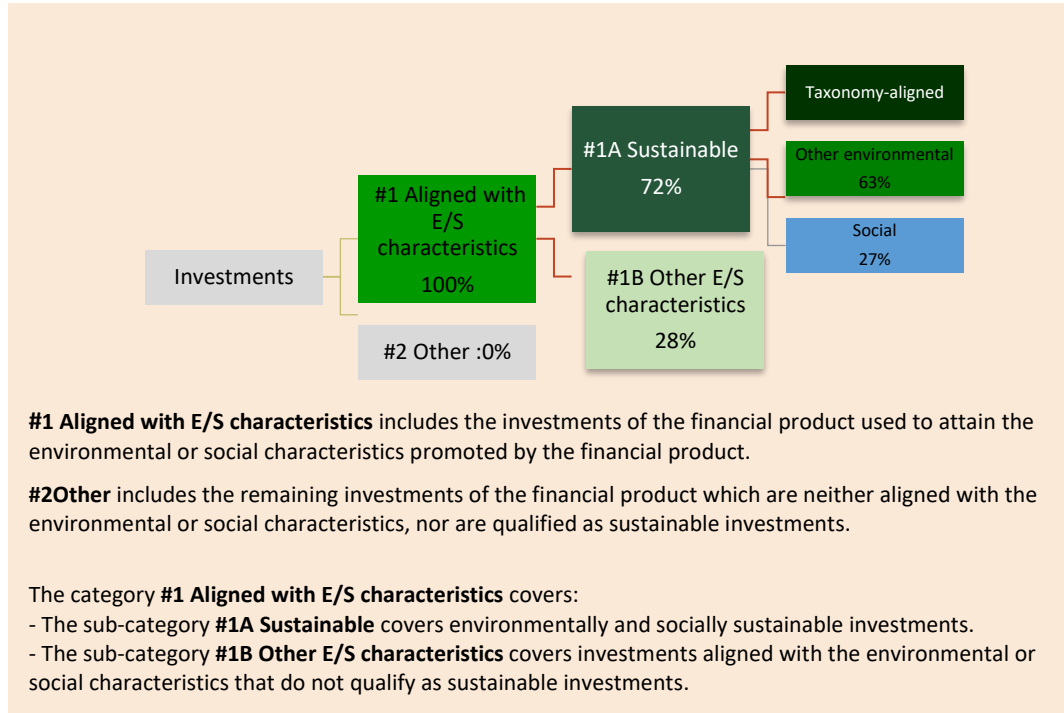 Taxonomy-aligned
#1A Sustainable
72%
Other environmental
63%
#1 Aligned with
E/S
characteristics
100%
Social
27%
Investments
#1B Other E/S
characteristics
28%
#2 Other :0%
#1 Aligned with E/S characteristics includes the investments of the financial product used to attain the
environmental or social characteristics promoted by the financial product.
#2Other includes the remaining investments of the financial product which are neither aligned with the
environmental or social characteristics, nor are qualified as sustainable investments.
The category #1 Aligned with E/S characteristics covers:
- The sub-category #1A Sustainable covers environmentally and socially sustainable investments.
- The sub-category #1B Other E/S characteristics covers investments aligned with the environmental or
social characteristics that do not qualify as sustainable investments.